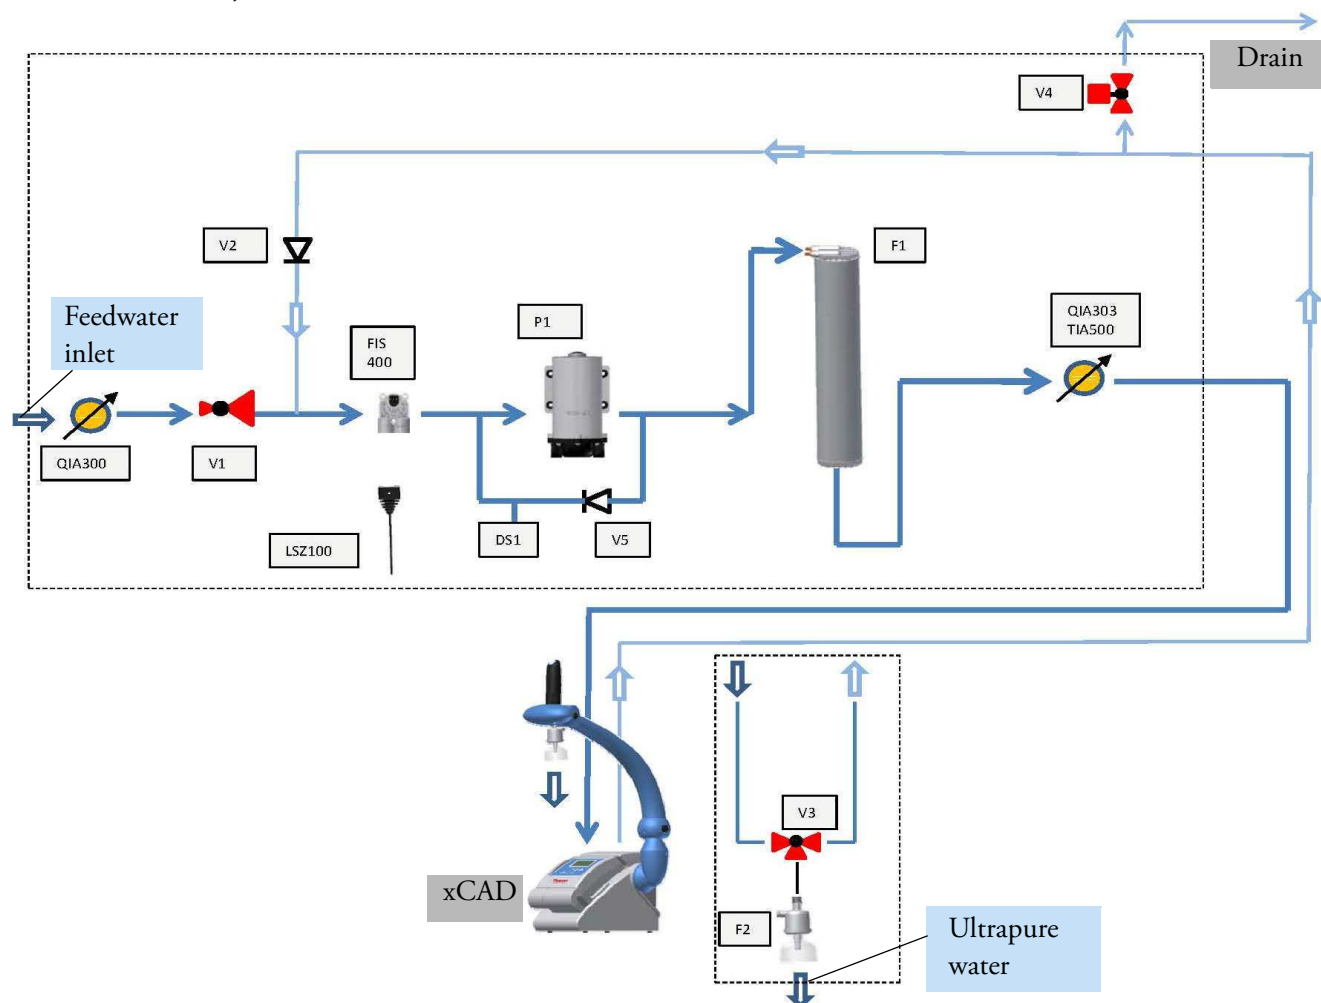 Drain
V4
V2
F1
Feedwater
inlet
P1
QIA303
TIA500
FIS
400
QIA300
V1
LSZ100
DS1
V5
V3
xCAD
F2
Ultrapure
water